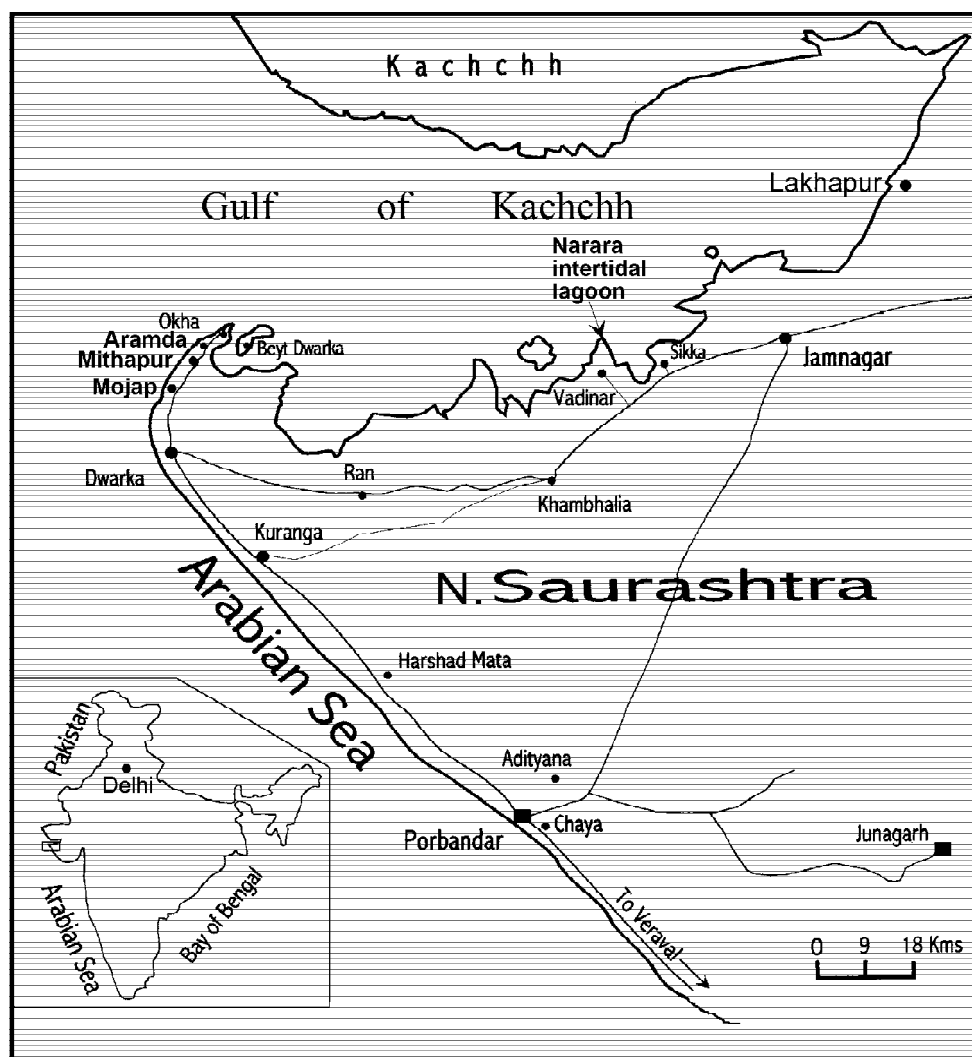 Kachchh
Lakhapur
Gulf of Kachchh
Narara
intertidal
lagoon
Okha
Aramda
Beyt Dwarka
Mithapur
Sikka
Jamnagar
Mojap
Vadinar
Dwarka
Ran
Khambhalia
Kuranga
N. Saurashtra
Arabian Sea
Harshad Mata
Pakistan
Delhi
Adityana
Chaya
Porbandar
Junagarh
Arabian Sea
Bay of Bengal
To Veraval
0 9 18 Kms